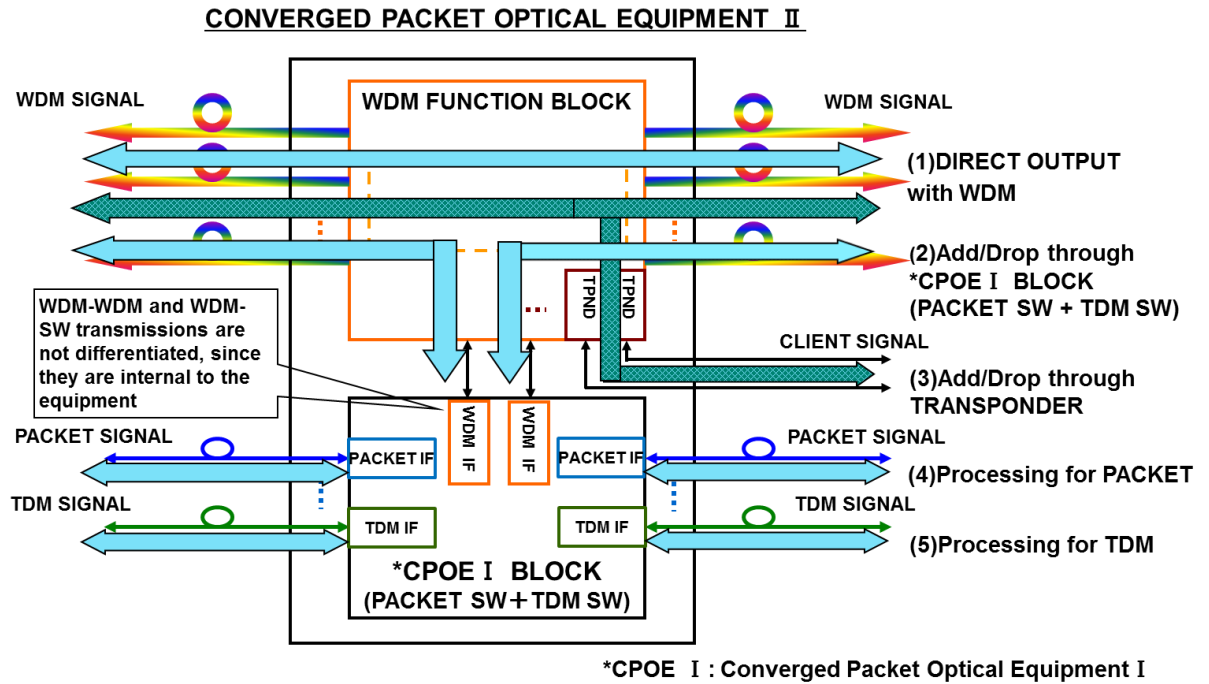 CONVERGED PACKET OPTICAL EQUIPMENT Ⅱ
WDM SIGNAL
WDM FUNCTION BLOCK
WDM SIGNAL
(1)DIRECT OUTPUT
with WDM
(2)Add/Drop through
*CPOE Ⅰ BLOCK
(PACKET SW + TDM SW)
TPND
TPND
WDM-WDM and WDM-
SW transmissions are
not differentiated, since
they are internal to the
equipment
CLIENT SIGNAL
(3)Add/Drop through
TRANSPONDER
WDM IF
WDM IF
PACKET SIGNAL
PACKET IF
PACKET IF
PACKET SIGNAL
(4)Processing for PACKET
TDM SIGNAL
TDM IF
TDM IF
TDM SIGNAL
(5)Processing for TDM
*CPOE Ⅰ BLOCK
(PACKET SW＋TDM SW)
*CPOE Ⅰ : Converged Packet Optical Equipment Ⅰ